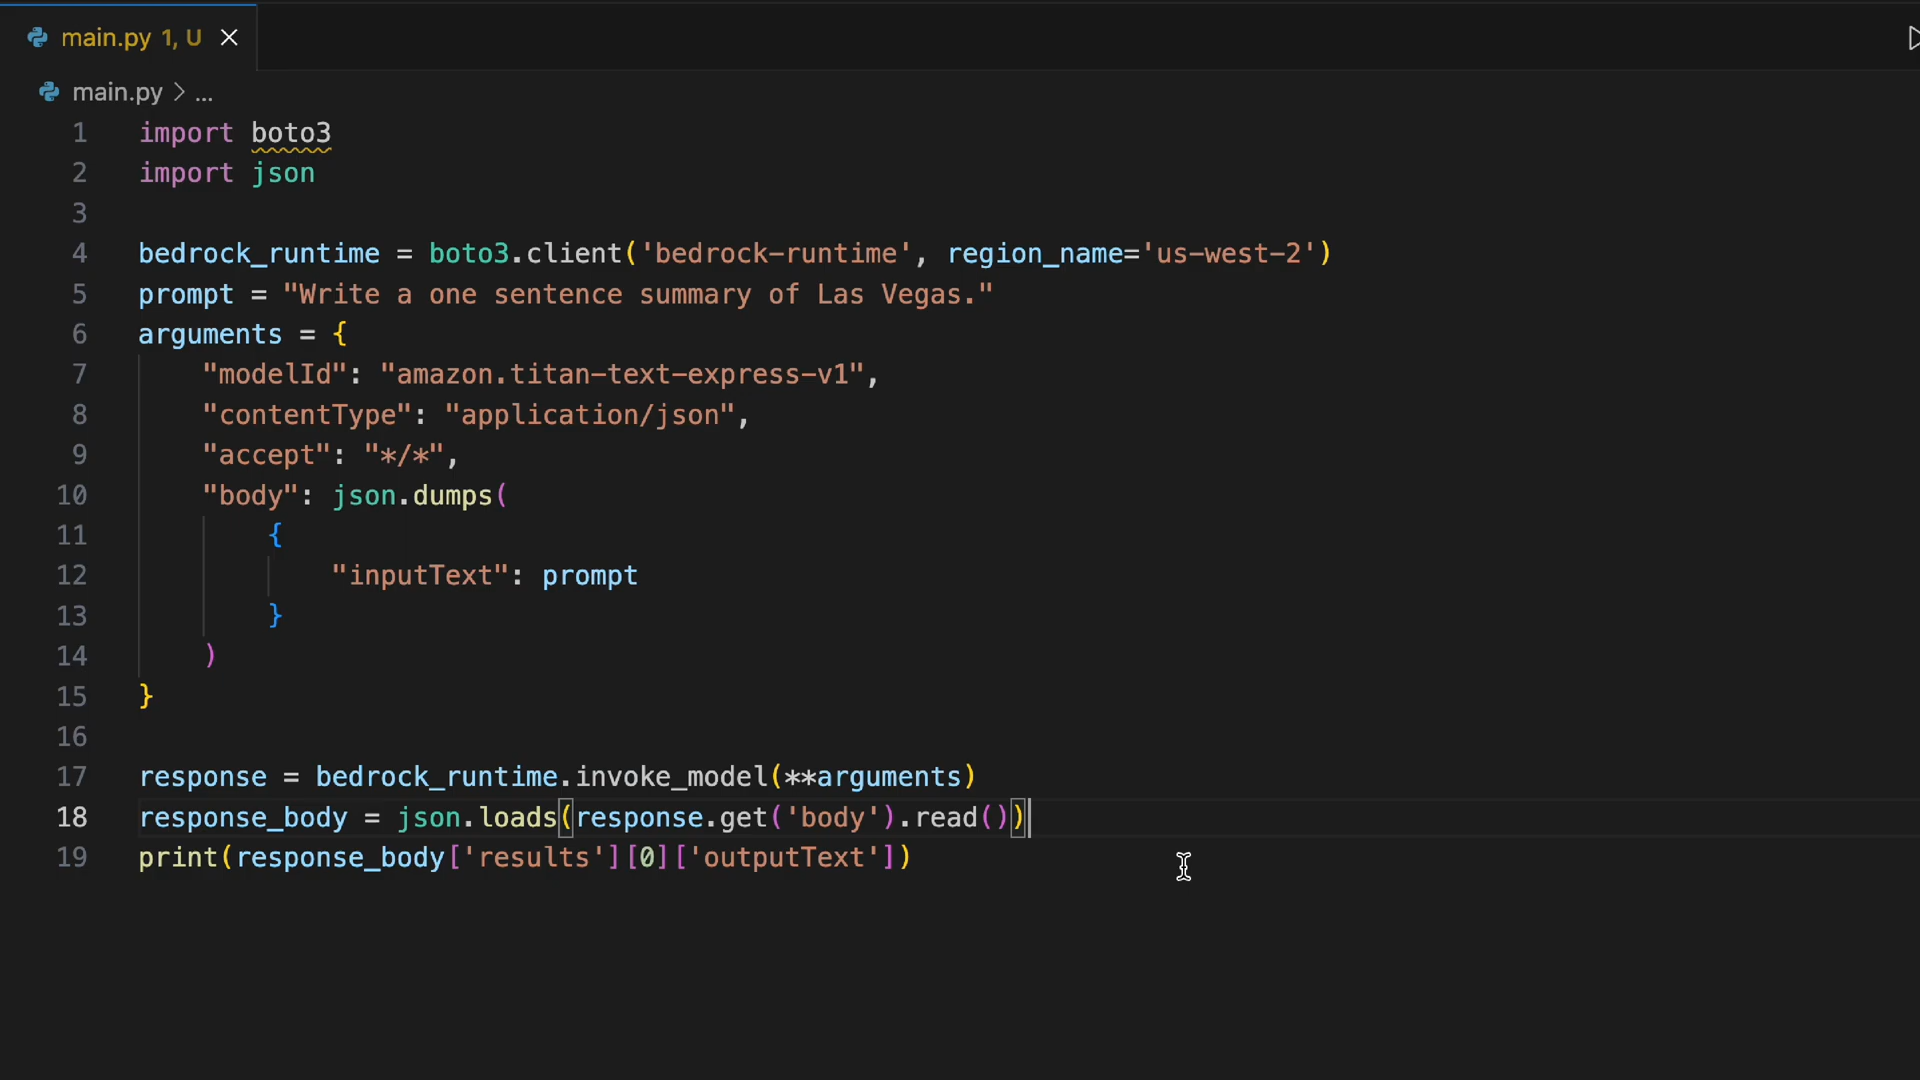 main.py 1, U
main.py > ...
1 import boto3
2 import json
3
4 bedrock_runtime = boto3.client('bedrock-runtime', region_name='us-west-2')
5 prompt = "Write a one sentence summary of Las Vegas."
6 arguments = {
7     "modelId": "amazon.titan-text-express-v1",
8     "contentType": "application/json",
9     "accept": "*/*",
10     "body": json.dumps(
11         {
12             "inputText": prompt
13         }
14     )
15 }
16
17 response = bedrock_runtime.invoke_model(**arguments)
18 response_body = json.loads(response.get('body').read())
19 print(response_body['results'][0]['outputText'])